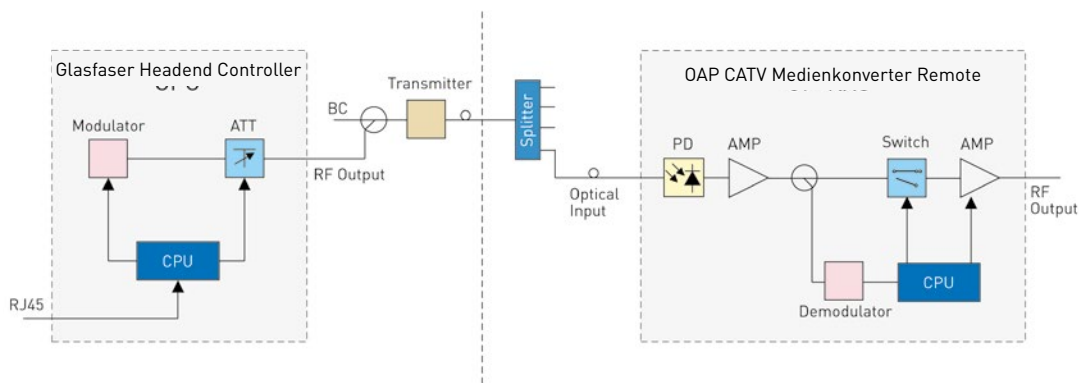 Glasfaser Headend Controller
Modulator
ATT
CPU
RJ45
RF Output
BC
Transmitter
Splitter
Optical
Input
OAP CATV Medienkonverter Remote
PD
AMP
Switch
AMP
RF
Output
Demodulator
CPU